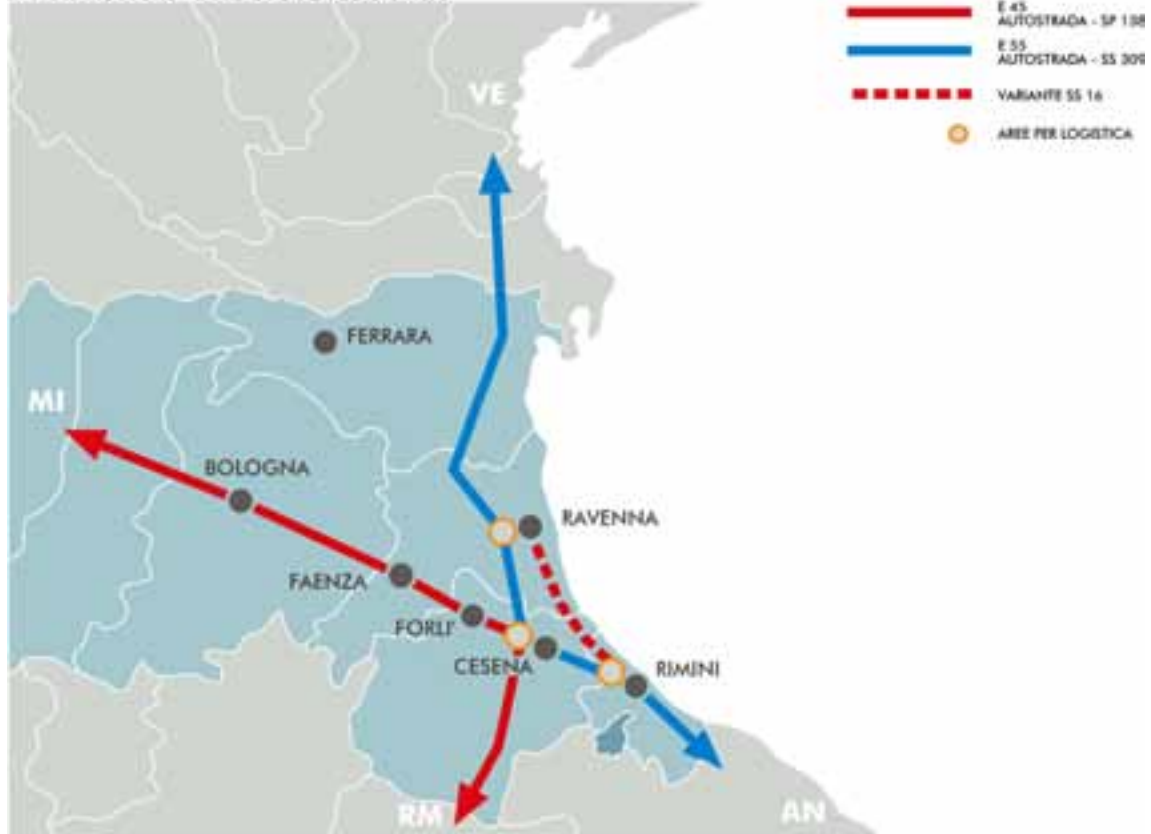 E 45
AUTOSTRADA - SP 138
E 55
AUTOSTRADA - SS 309
VARIANTE SS 16
AREE PER LOGISTICA
VE
FERRARA
MI
BOLOGNA
RAVENNA
FAENZA
FORLI'
CESENA
RIMINI
RM
AN